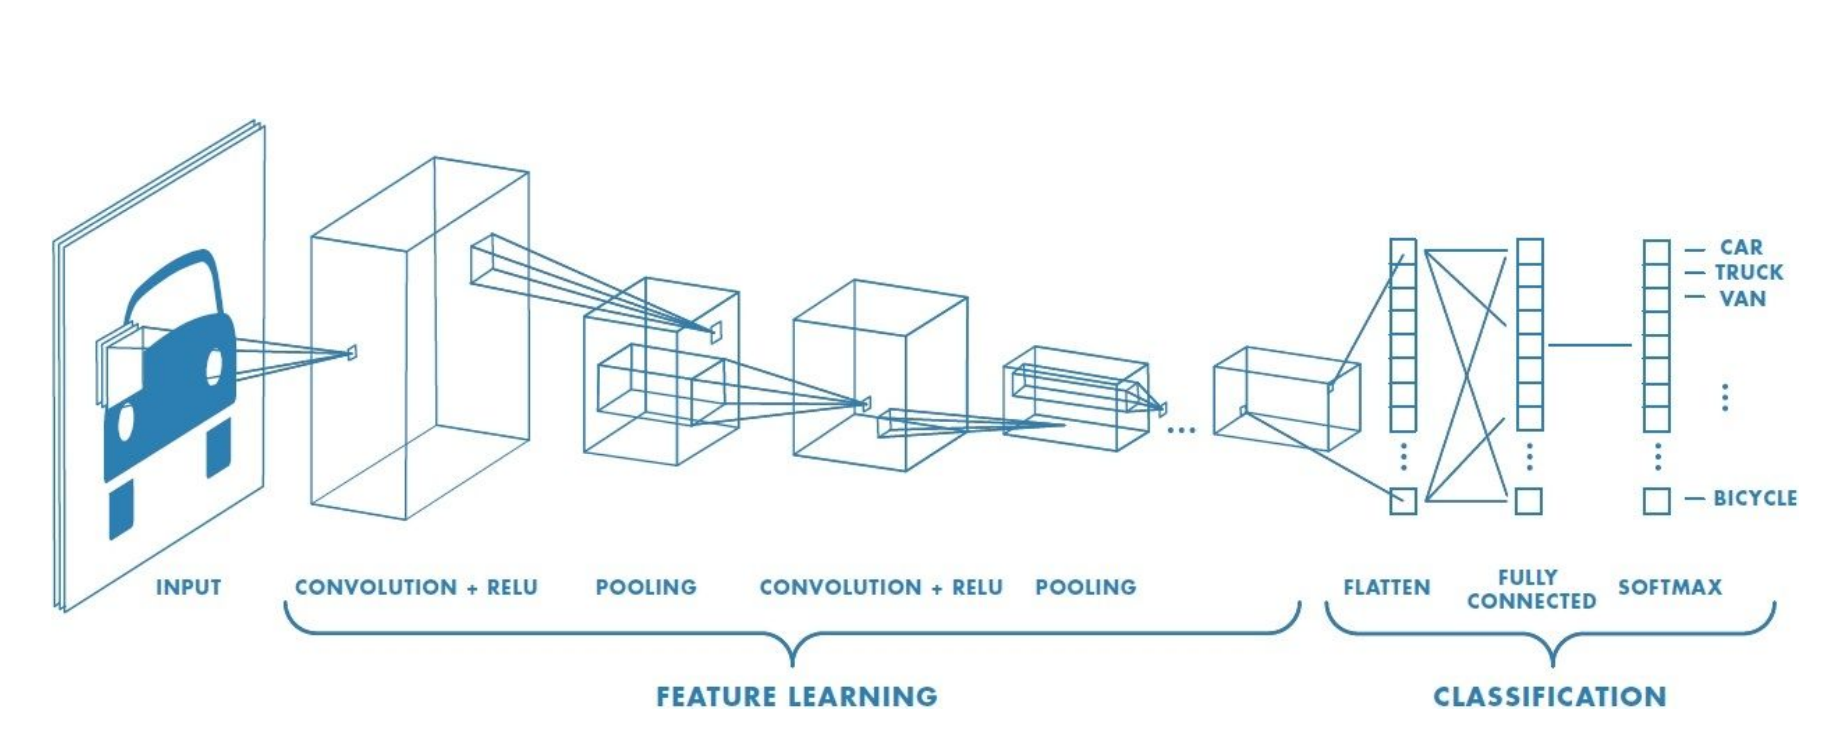 CAR
TRUCK
VAN
BICYCLE
INPUT
CONVOLUTION + RELU
POOLING
CONVOLUTION + RELU
POOLING
FLATTEN
FULLY
CONNECTED
SOFTMAX
FEATURE LEARNING
CLASSIFICATION